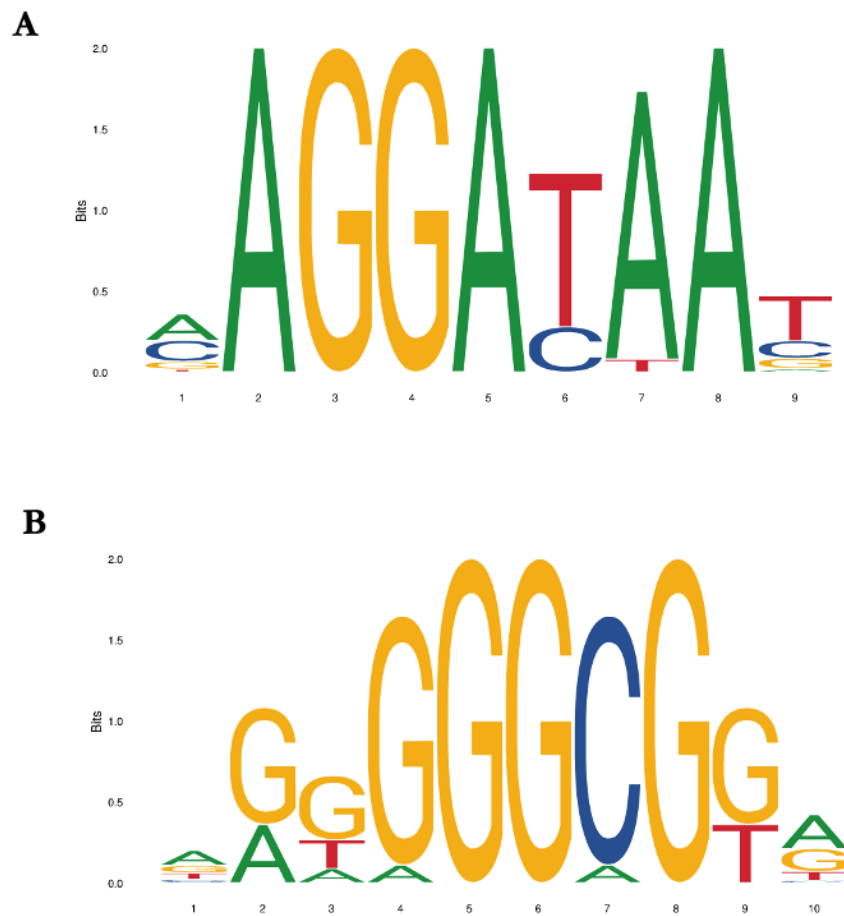 A
2.0
1.5
1.0
0.5
0.0
Bits
A C G T A G G A T C A T A T C G A
1 2 3 4 5 6 7 8 9
B
2.0
1.5
1.0
0.5
0.0
Bits
A G T C G A G T A G A G G C A G G T A G T C
1 2 3 4 5 6 7 8 9 10